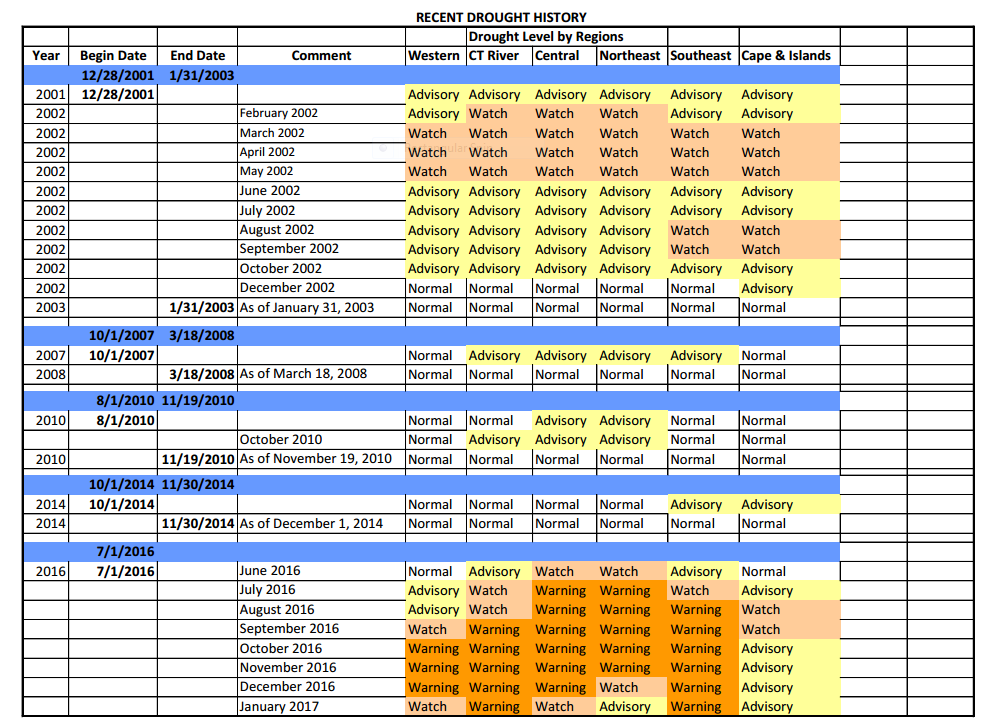 RECENT DROUGHT HISTORY
Drought Level by Regions
Year Begin Date End Date Comment Western CT River Central Northeast Southeast Cape & Islands
12/28/2001 1/31/2003
2001 12/28/2001 Advisory Advisory Advisory Advisory Advisory Advisory
2002 February 2002 Advisory Watch Watch Watch Advisory Advisory
2002 March 2002 Watch Watch Watch Watch Watch Watch
2002 April 2002 Watch Watch Watch Watch Watch Watch
2002 May 2002 Watch Watch Watch Watch Watch Watch
2002 June 2002 Advisory Advisory Advisory Advisory Advisory Advisory
2002 July 2002 Advisory Advisory Advisory Advisory Advisory Advisory
2002 August 2002 Advisory Advisory Advisory Advisory Watch Watch
2002 September 2002 Advisory Advisory Advisory Advisory Watch Watch
2002 October 2002 Advisory Advisory Advisory Advisory Advisory Advisory
2002 December 2002 Normal Normal Normal Normal Normal Advisory
2003 1/31/2003 As of January 31, 2003 Normal Normal Normal Normal Normal Normal
10/1/2007 3/18/2008
2007 10/1/2007 Normal Advisory Advisory Advisory Advisory Normal
2008 3/18/2008 As of March 18, 2008 Normal Normal Normal Normal Normal Normal
8/1/2010 11/19/2010
2010 8/1/2010 Normal Normal Advisory Advisory Normal Normal
October 2010 Normal Advisory Advisory Advisory Normal Normal
2010 11/19/2010 As of November 19, 2010 Normal Normal Normal Normal Normal Normal
10/1/2014 11/30/2014
2014 10/1/2014 Normal Normal Normal Normal Advisory Advisory
2014 11/30/2014 As of December 1, 2014 Normal Normal Normal Normal Normal Normal
7/1/2016
2016 7/1/2016 June 2016 Normal Advisory Watch Watch Advisory Normal
July 2016 Advisory Watch Warning Warning Watch Advisory
August 2016 Advisory Watch Warning Warning Warning Watch
September 2016 Watch Warning Warning Warning Warning Watch
October 2016 Warning Warning Warning Warning Warning Advisory
November 2016 Warning Warning Warning Warning Warning Advisory
December 2016 Warning Warning Warning Watch Warning Advisory
January 2017 Watch Warning Watch Advisory Warning Advisory